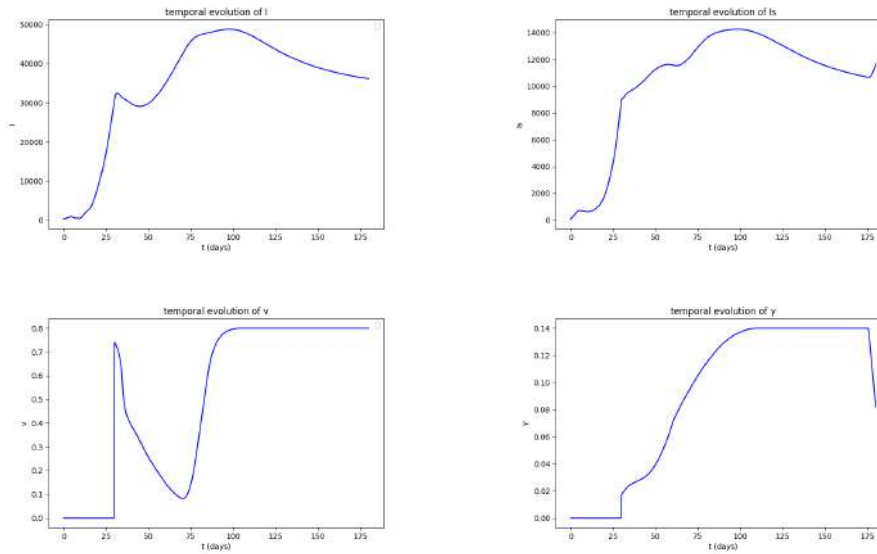 temporal evolution of I
50000
40000
30000
20000
10000
0
I
0 25 50 75 100 125 150 175
t (days)
temporal evolution of Is
14000
12000
10000
8000
6000
4000
2000
0
Is
0 25 50 75 100 125 150 175
t (days)
temporal evolution of v
0.8
0.7
0.6
0.5
0.4
0.3
0.2
0.1
0.0
v
0 25 50 75 100 125 150 175
t (days)
temporal evolution of γ
0.14
0.12
0.10
0.08
0.06
0.04
0.02
0.00
γ
0 25 50 75 100 125 150 175
t (days)